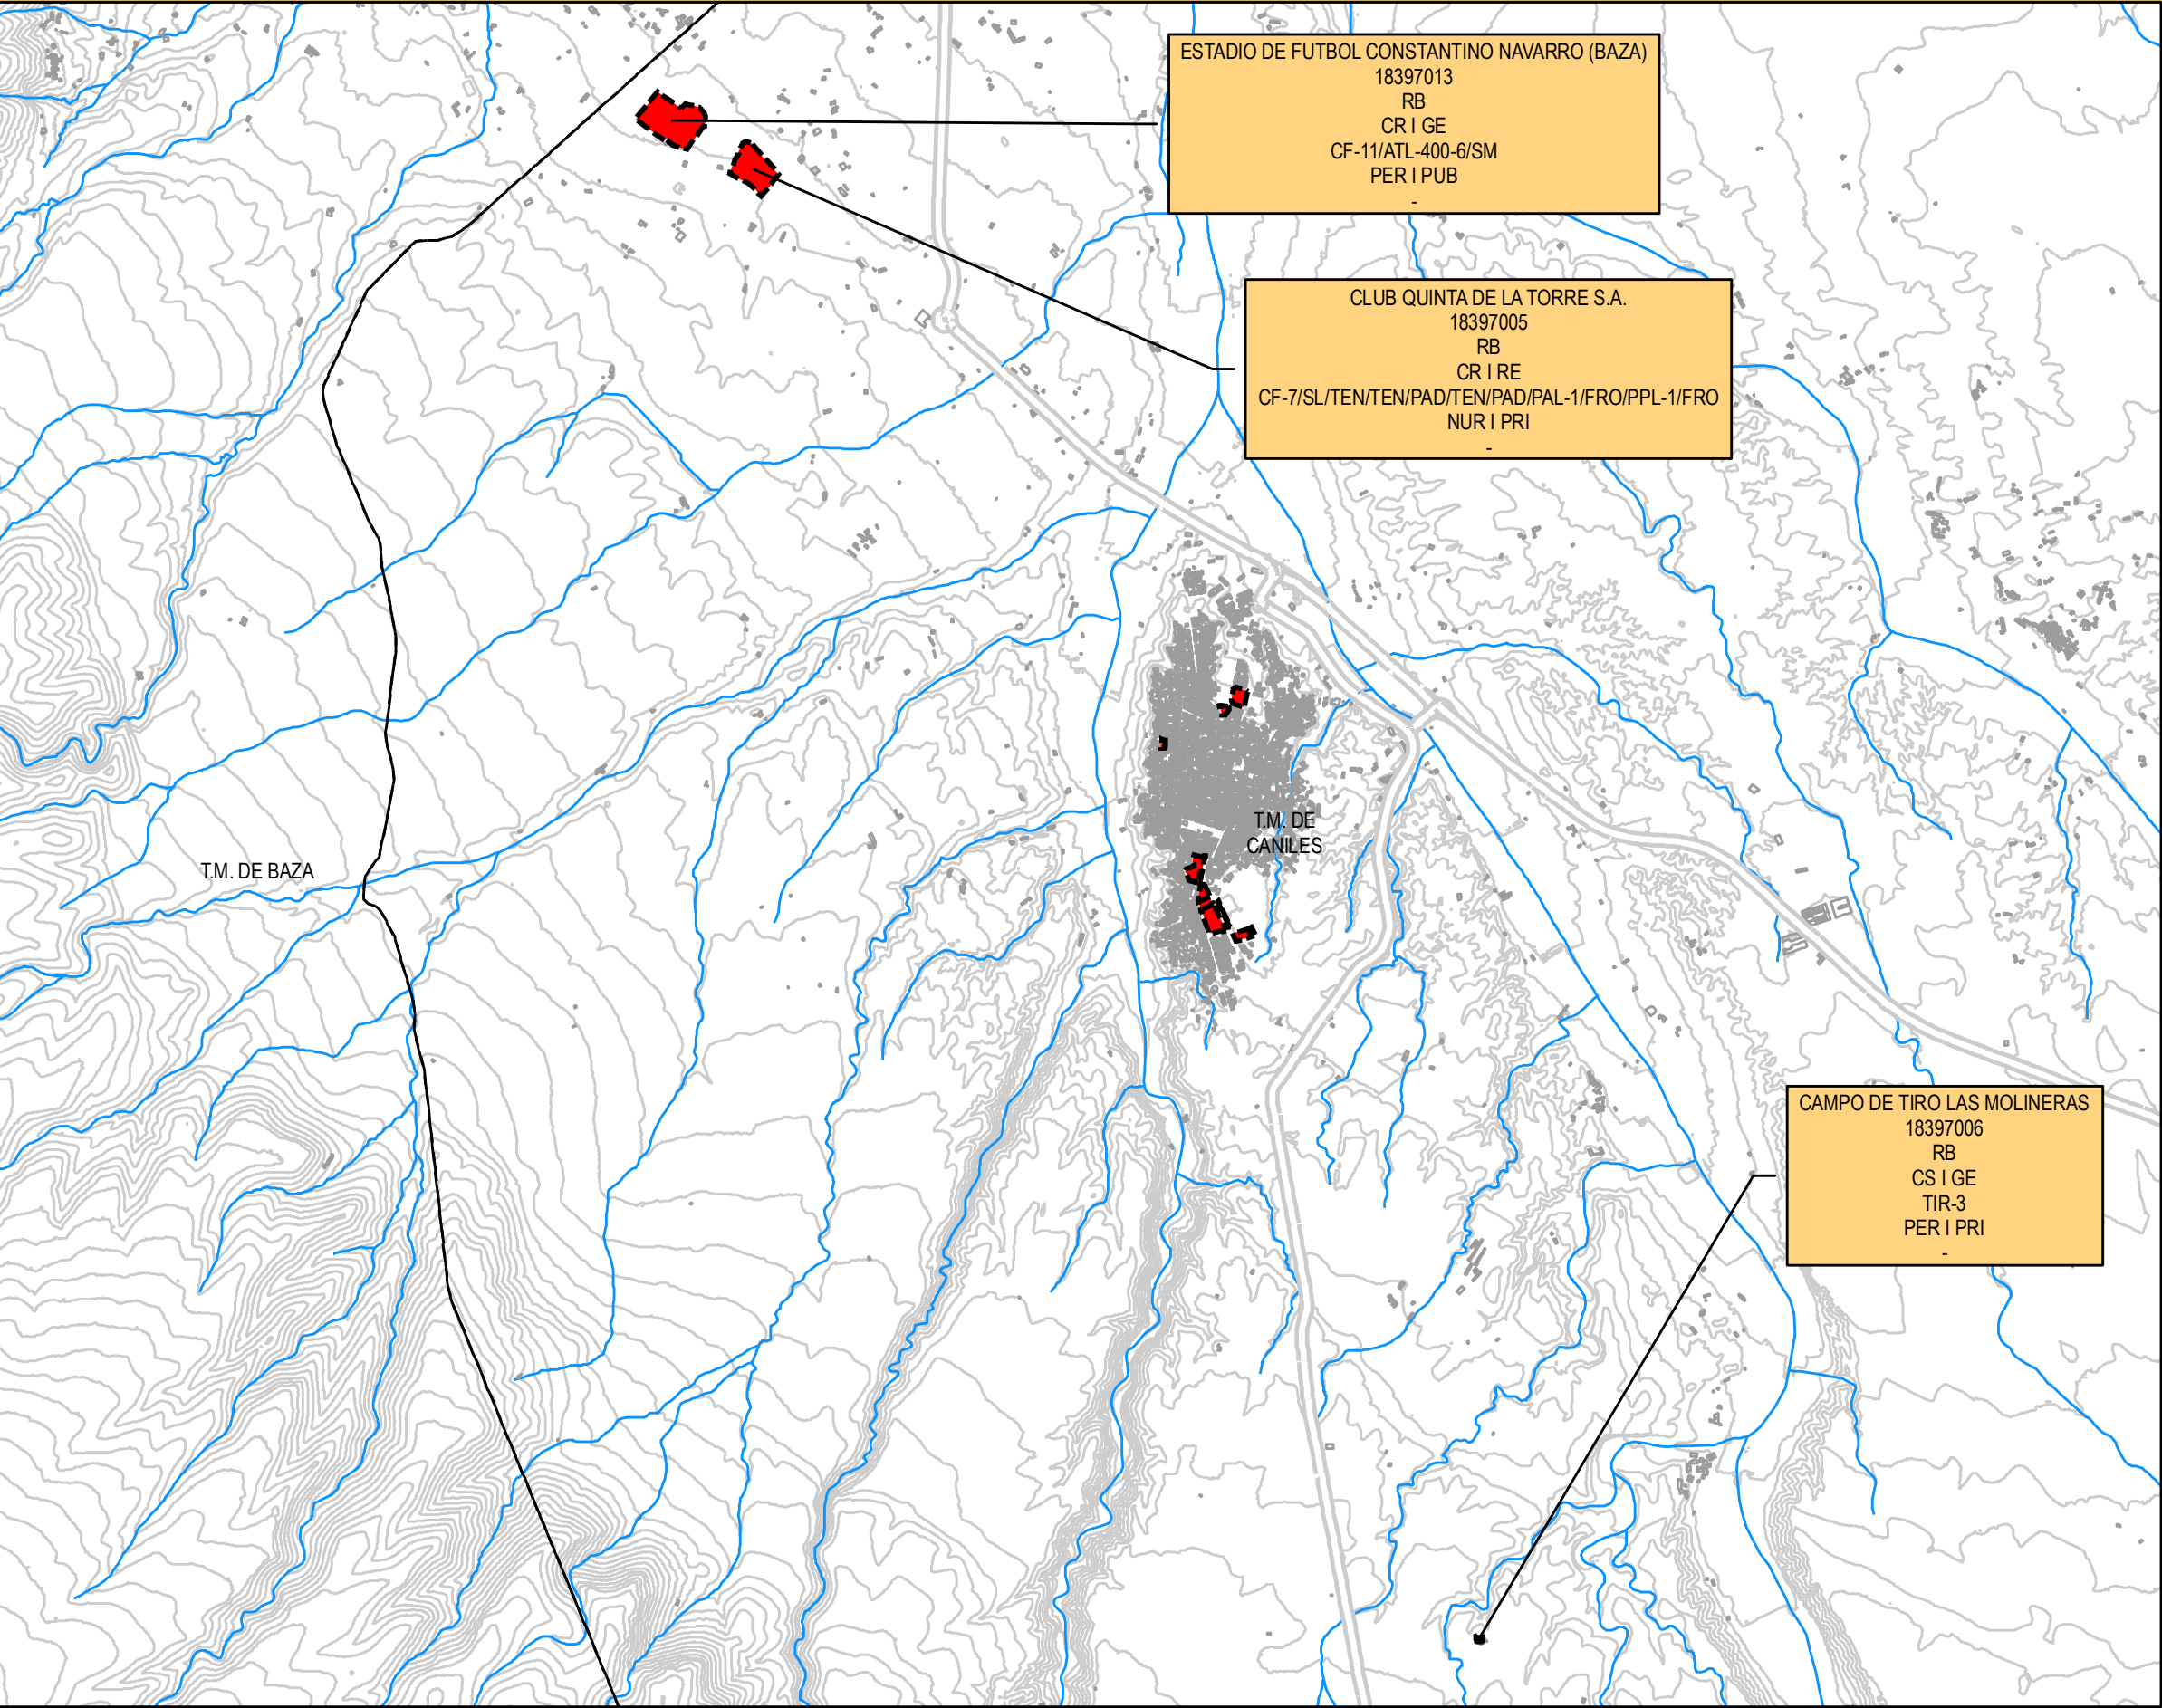 ESTADIO DE FUTBOL CONSTANTINO NAVARRO (BAZA)
18397013
RB
CR I GE
CF-11/ATL-400-6/SM
PER I PUB
-
CLUB QUINTA DE LA TORRE S.A.
18397005
RB
CR I RE
CF-7/SL/TEN/TEN/PAD/TEN/PAD/PAL-1/FRO/PPL-1/FRO
NUR I PRI
-
T.M. DE
CANILES
T.M. DE BAZA
CAMPO DE TIRO LAS MOLINERAS
18397006
RB
CS I GE
TIR-3
PER I PRI
-